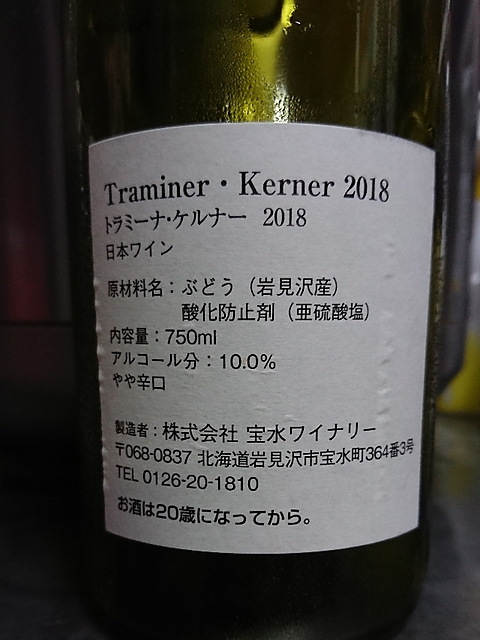 Traminer・Kerner 2018
トラミーナ・ケルナー 2018
日本ワイン
原材料名：ぶどう（岩見沢産）
酸化防止剤（亜硫酸塩）
内容量：750ml
アルコール分：10.0%
やや辛口
製造者：株式会社 宝水ワイナリー
〒068-0837 北海道岩見沢市宝水町364番3号
TEL 0126-20-1810
お酒は20歳になってから。